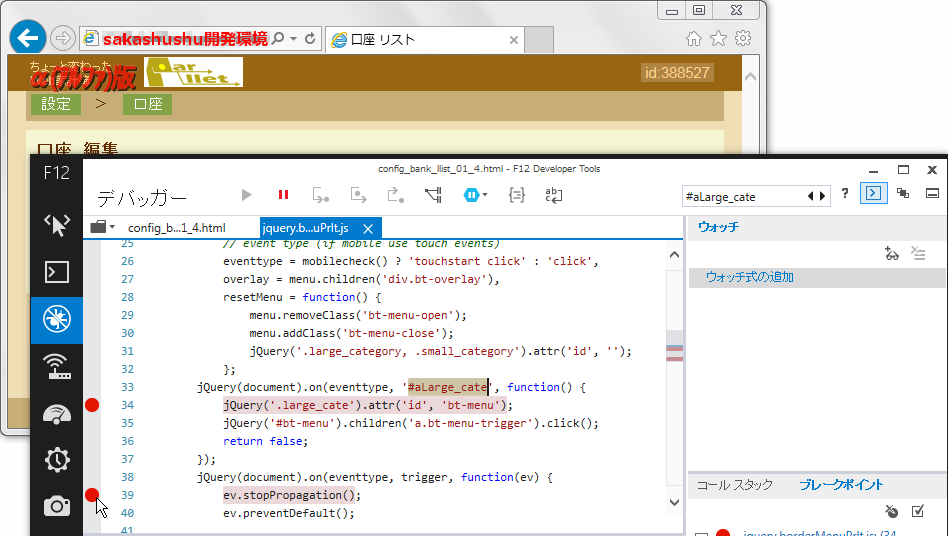 sakashushu開発環境
口座 リスト
ちょーと変わった
α(アルファ)版
arllet
id:388527
設定 > 口座
口座 編集
config_bank_llist_01_4.html - F12 Developer Tools
F12
デバッガー
#aLarge_cate
?
config_b...1_4.html
jquery.b...uPrlt.js
25 // event type (if mobile use touch events)
26 eventtype = mobilecheck() ? 'touchstart click' : 'click',
27 overlay = menu.children('div.bt-overlay'),
28 resetMenu = function() {
29 menu.removeClass('bt-menu-open');
30 menu.addClass('bt-menu-close');
31 jQuery('.large_category, .small_category').attr('id', '');
32 };
33 jQuery(document).on(eventtype, '#aLarge_cate', function() {
34 jQuery('.large_cate').attr('id', 'bt-menu');
35 jQuery('#bt-menu').children('a.bt-menu-trigger').click();
36 return false;
37 });
38 jQuery(document).on(eventtype, trigger, function(ev) {
39 ev.stopPropagation();
40 ev.preventDefault();
41
ウォッチ
ウォッチ式の追加
コール スタック
ブレークポイント
jquery.borderMenuPrlt.js (34